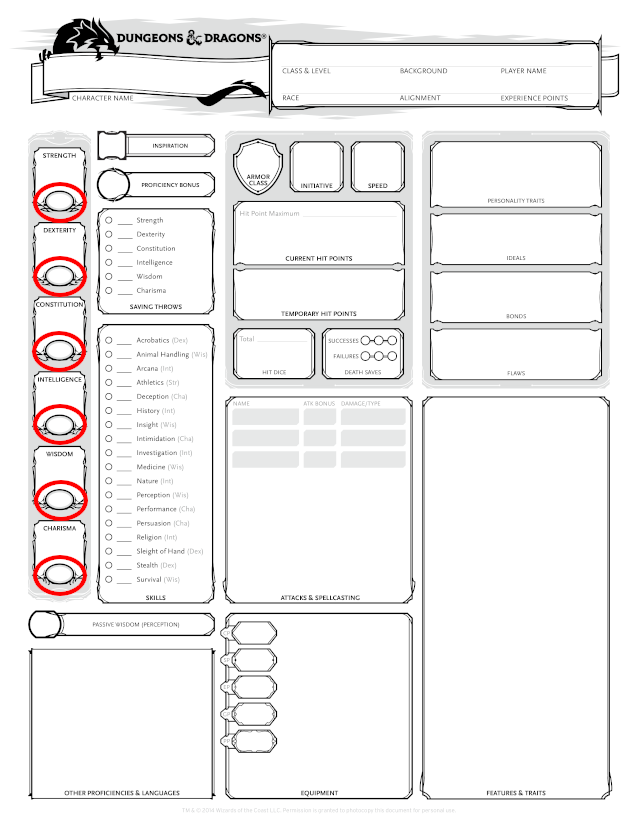 DUNGEONS & DRAGONS®
CHARACTER NAME
CLASS & LEVEL BACKGROUND PLAYER NAME
RACE ALIGNMENT EXPERIENCE POINTS
STRENGTH
DEXTERITY
CONSTITUTION
INTELLIGENCE
WISDOM
CHARISMA
INSPIRATION
PROFICIENCY BONUS
Strength
Dexterity
Constitution
Intelligence
Wisdom
Charisma
SAVING THROWS
Acrobatics (Dex)
Animal Handling (Wis)
Arcana (Int)
Athletics (Str)
Deception (Cha)
History (Int)
Insight (Wis)
Intimidation (Cha)
Investigation (Int)
Medicine (Wis)
Nature (Int)
Perception (Wis)
Performance (Cha)
Persuasion (Cha)
Religion (Int)
Sleight of Hand (Dex)
Stealth (Dex)
Survival (Wis)
SKILLS
PASSIVE WISDOM (PERCEPTION)
OTHER PROFICIENCIES & LANGUAGES
ARMOR
CLASS
INITIATIVE
SPEED
Hit Point Maximum
CURRENT HIT POINTS
TEMPORARY HIT POINTS
Total
HIT DICE
SUCCESSES
FAILURES
DEATH SAVES
NAME ATK BONUS DAMAGE/TYPE
ATTACKS & SPELLCASTING
EQUIPMENT
PERSONALITY TRAITS
IDEALS
BONDS
FLAWS
FEATURES & TRAITS
TM & © 2014 Wizards of the Coast LLC. Permission is granted to photocopy this document for personal use.